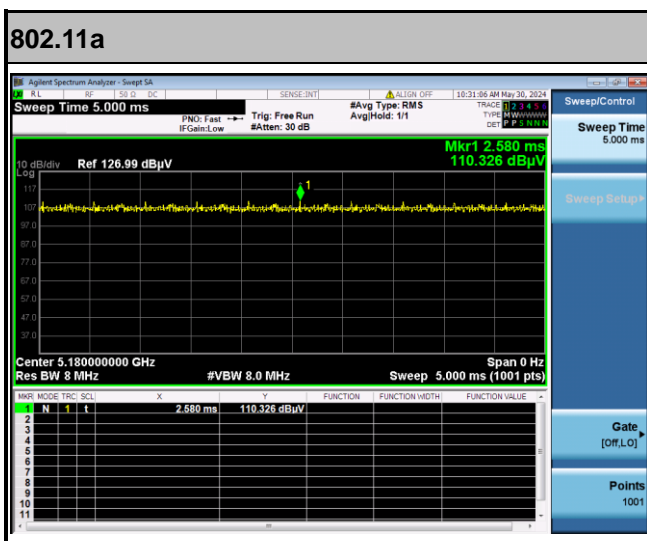 802.11a
Agilent Spectrum Analyzer - Swept SA
RL RF 50 Ω DC SENSE:INT ALIGN OFF 10:31:06 AM May 30, 2024
Sweep Time 5.000 ms
PNO: Fast
IFGain:Low
Trig: Free Run
#Atten: 30 dB
#Avg Type: RMS
Avg|Hold: 1/1
TRACE 1 2 3 4 5 6
TYPE MWWWWW
DET P P S N N N
Mkr1 2.580 ms
110.326 dBµV
10 dB/div Ref 126.99 dBµV
Log
117
107
97.0
87.0
77.0
67.0
57.0
47.0
37.0
1
Center 5.180000000 GHz Span 0 Hz
Res BW 8 MHz #VBW 8.0 MHz Sweep 5.000 ms (1001 pts)
MKR MODE TRC SCL X Y FUNCTION FUNCTION WIDTH FUNCTION VALUE
1 N 1 t 2.580 ms 110.326 dBµV
2
3
4
5
6
7
8
9
10
11
Sweep/Control
Sweep Time
5.000 ms
Sweep Setup
Gate
[Off,LO]
Points
1001